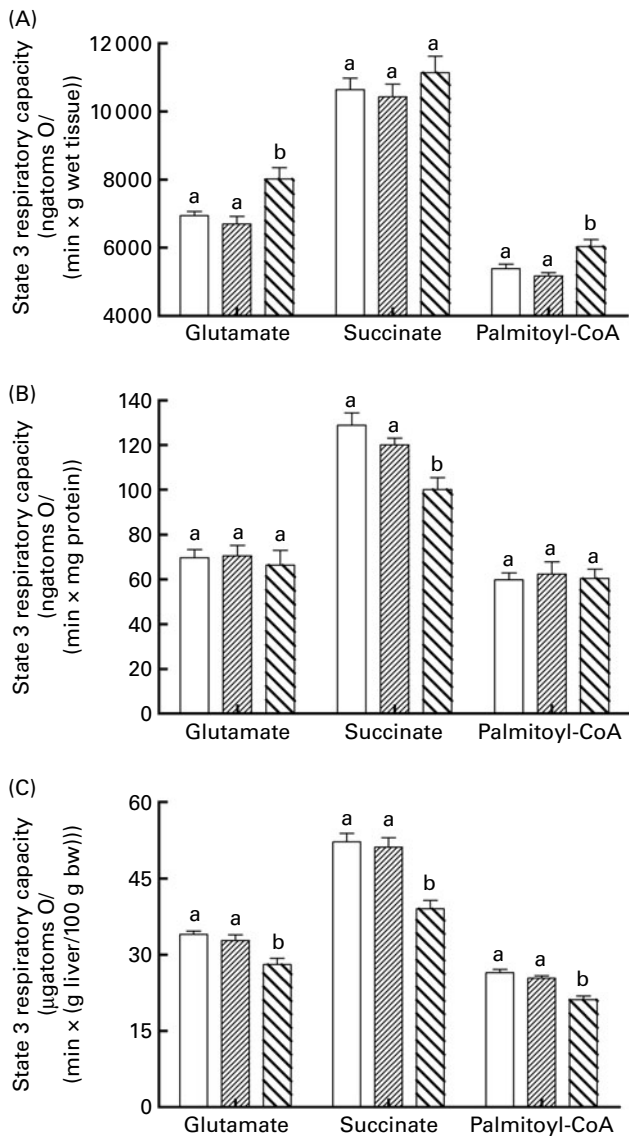 (A)
State 3 respiratory capacity
(ngatoms O/
(min × g wet tissue))
12 000
10 000
8000
6000
4000
a
a
b
a
a
a
a
a
b
Glutamate
Succinate
Palmitoyl-CoA
(B)
State 3 respiratory capacity
(ngatoms O/
(min × mg protein))
140
120
100
80
60
40
20
0
a
a
a
a
a
b
a
a
a
Glutamate
Succinate
Palmitoyl-CoA
(C)
State 3 respiratory capacity
(µgatoms O/
(min × (g liver/100 g bw)))
60
45
30
15
0
a
a
b
a
a
b
a
a
b
Glutamate
Succinate
Palmitoyl-CoA